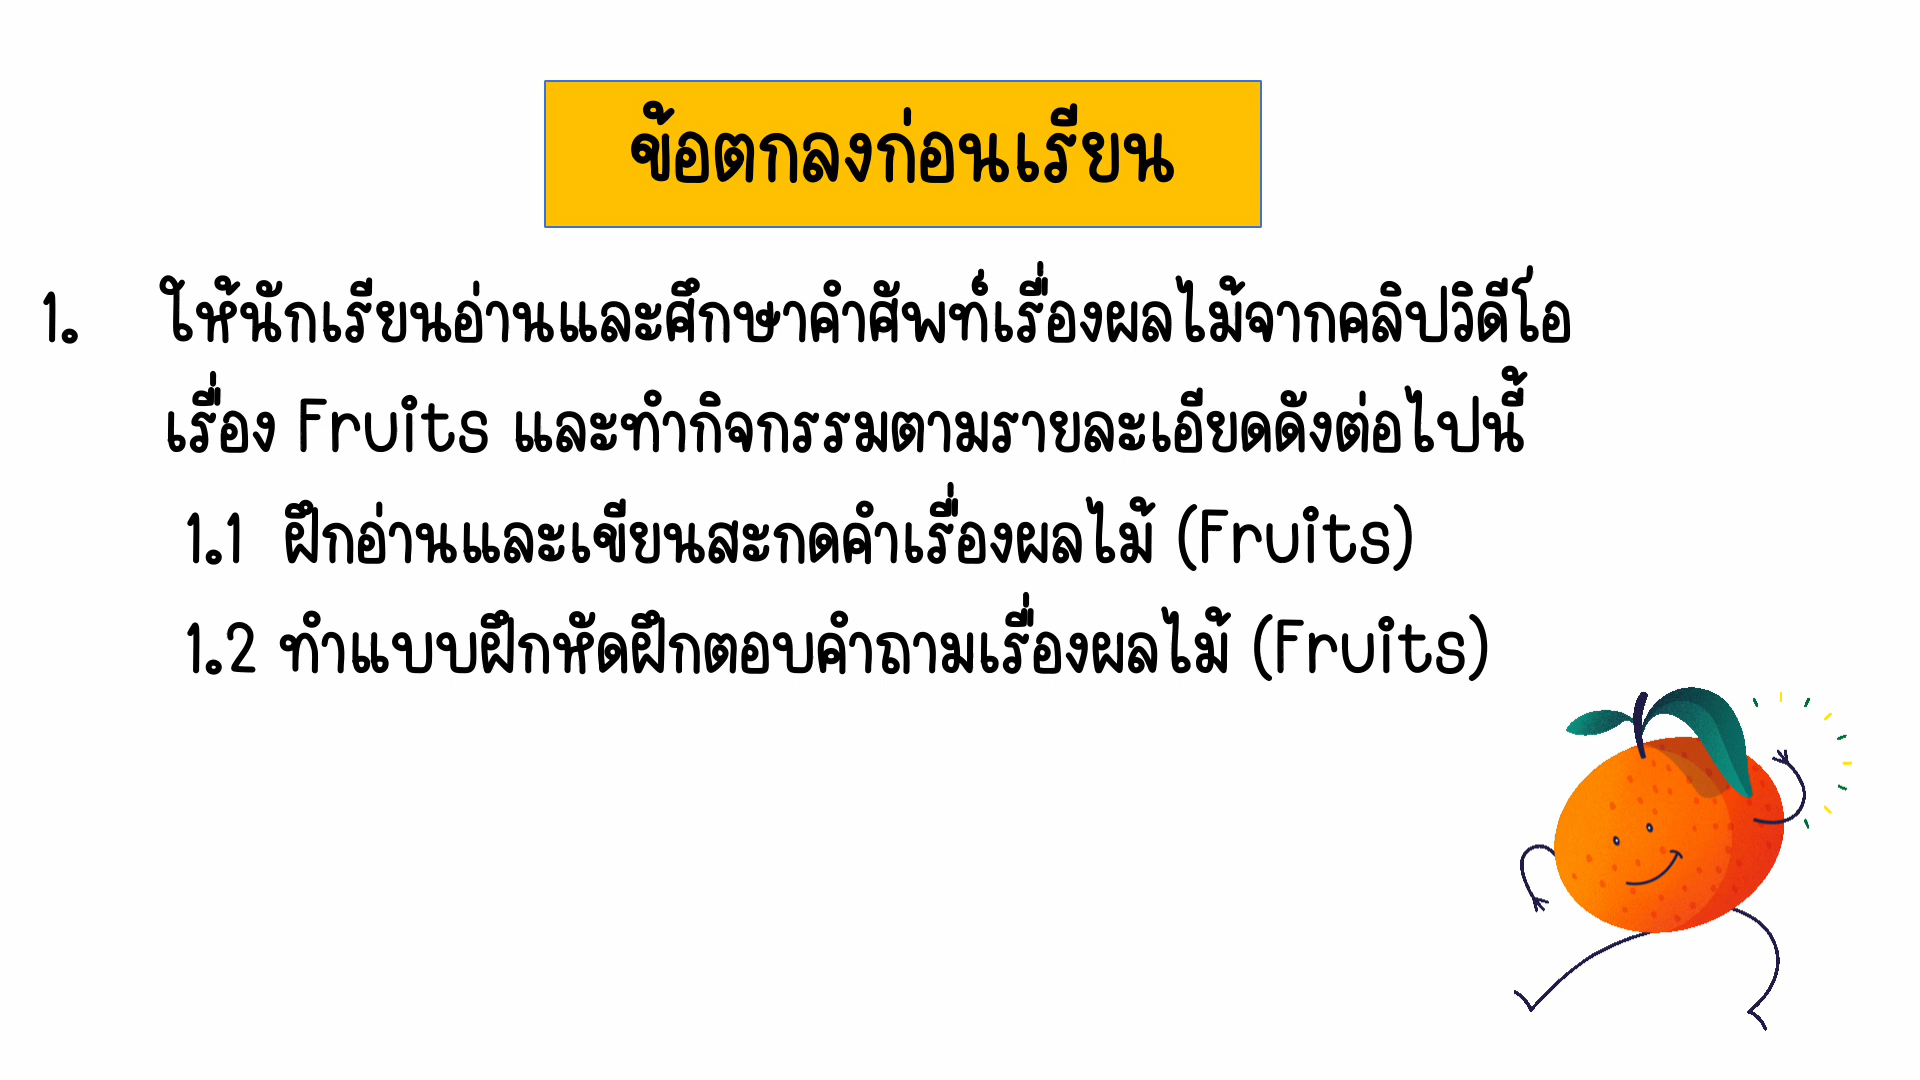 ข้อตกลงก่อนเรียน
1. ให้นักเรียนอ่านและศึกษาคำศัพท์เรื่องผลไม้จากคลิปวิดีโอ
เรื่อง Fruits และทำกิจกรรมตามรายละเอียดดังต่อไปนี้
1.1 ฝึกอ่านและเขียนสะกดคำเรื่องผลไม้ (Fruits)
1.2 ทำแบบฝึกหัดฝึกตอบคำถามเรื่องผลไม้ (Fruits)